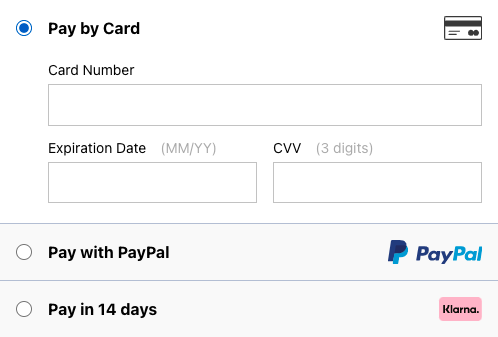 Pay by Card
Card Number
Expiration Date (MM/YY) CVV (3 digits)
Pay with PayPal PayPal
Pay in 14 days Klarna.